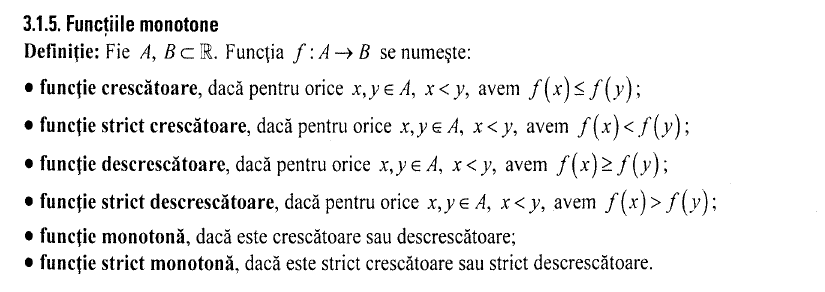 3.1.5. Funcțiile monotone
Definiție: Fie A, B ⊂ ℝ. Funcția f : A → B se numește:
• funcție crescătoare, dacă pentru orice x, y ∈ A, x < y, avem f(x) ≤ f(y);
• funcție strict crescătoare, dacă pentru orice x, y ∈ A, x < y, avem f(x) < f(y);
• funcție descrescătoare, dacă pentru orice x, y ∈ A, x < y, avem f(x) ≥ f(y);
• funcție strict descrescătoare, dacă pentru orice x, y ∈ A, x < y, avem f(x) > f(y);
• funcție monotonă, dacă este crescătoare sau descrescătoare;
• funcție strict monotonă, dacă este strict crescătoare sau strict descrescătoare.